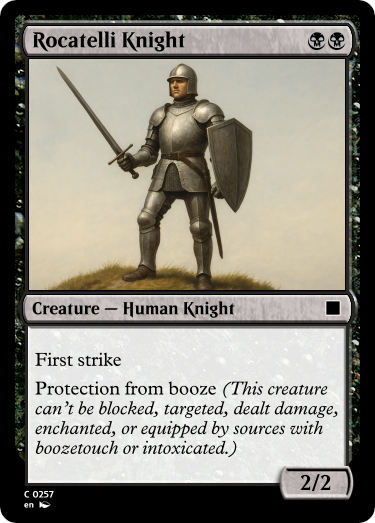 Rocatelli Knight
Creature — Human Knight
First strike
Protection from booze (This creature
can't be blocked, targeted, dealt damage,
enchanted, or equipped by sources with
boozetouch or intoxicated.)
2/2
C 0257
en